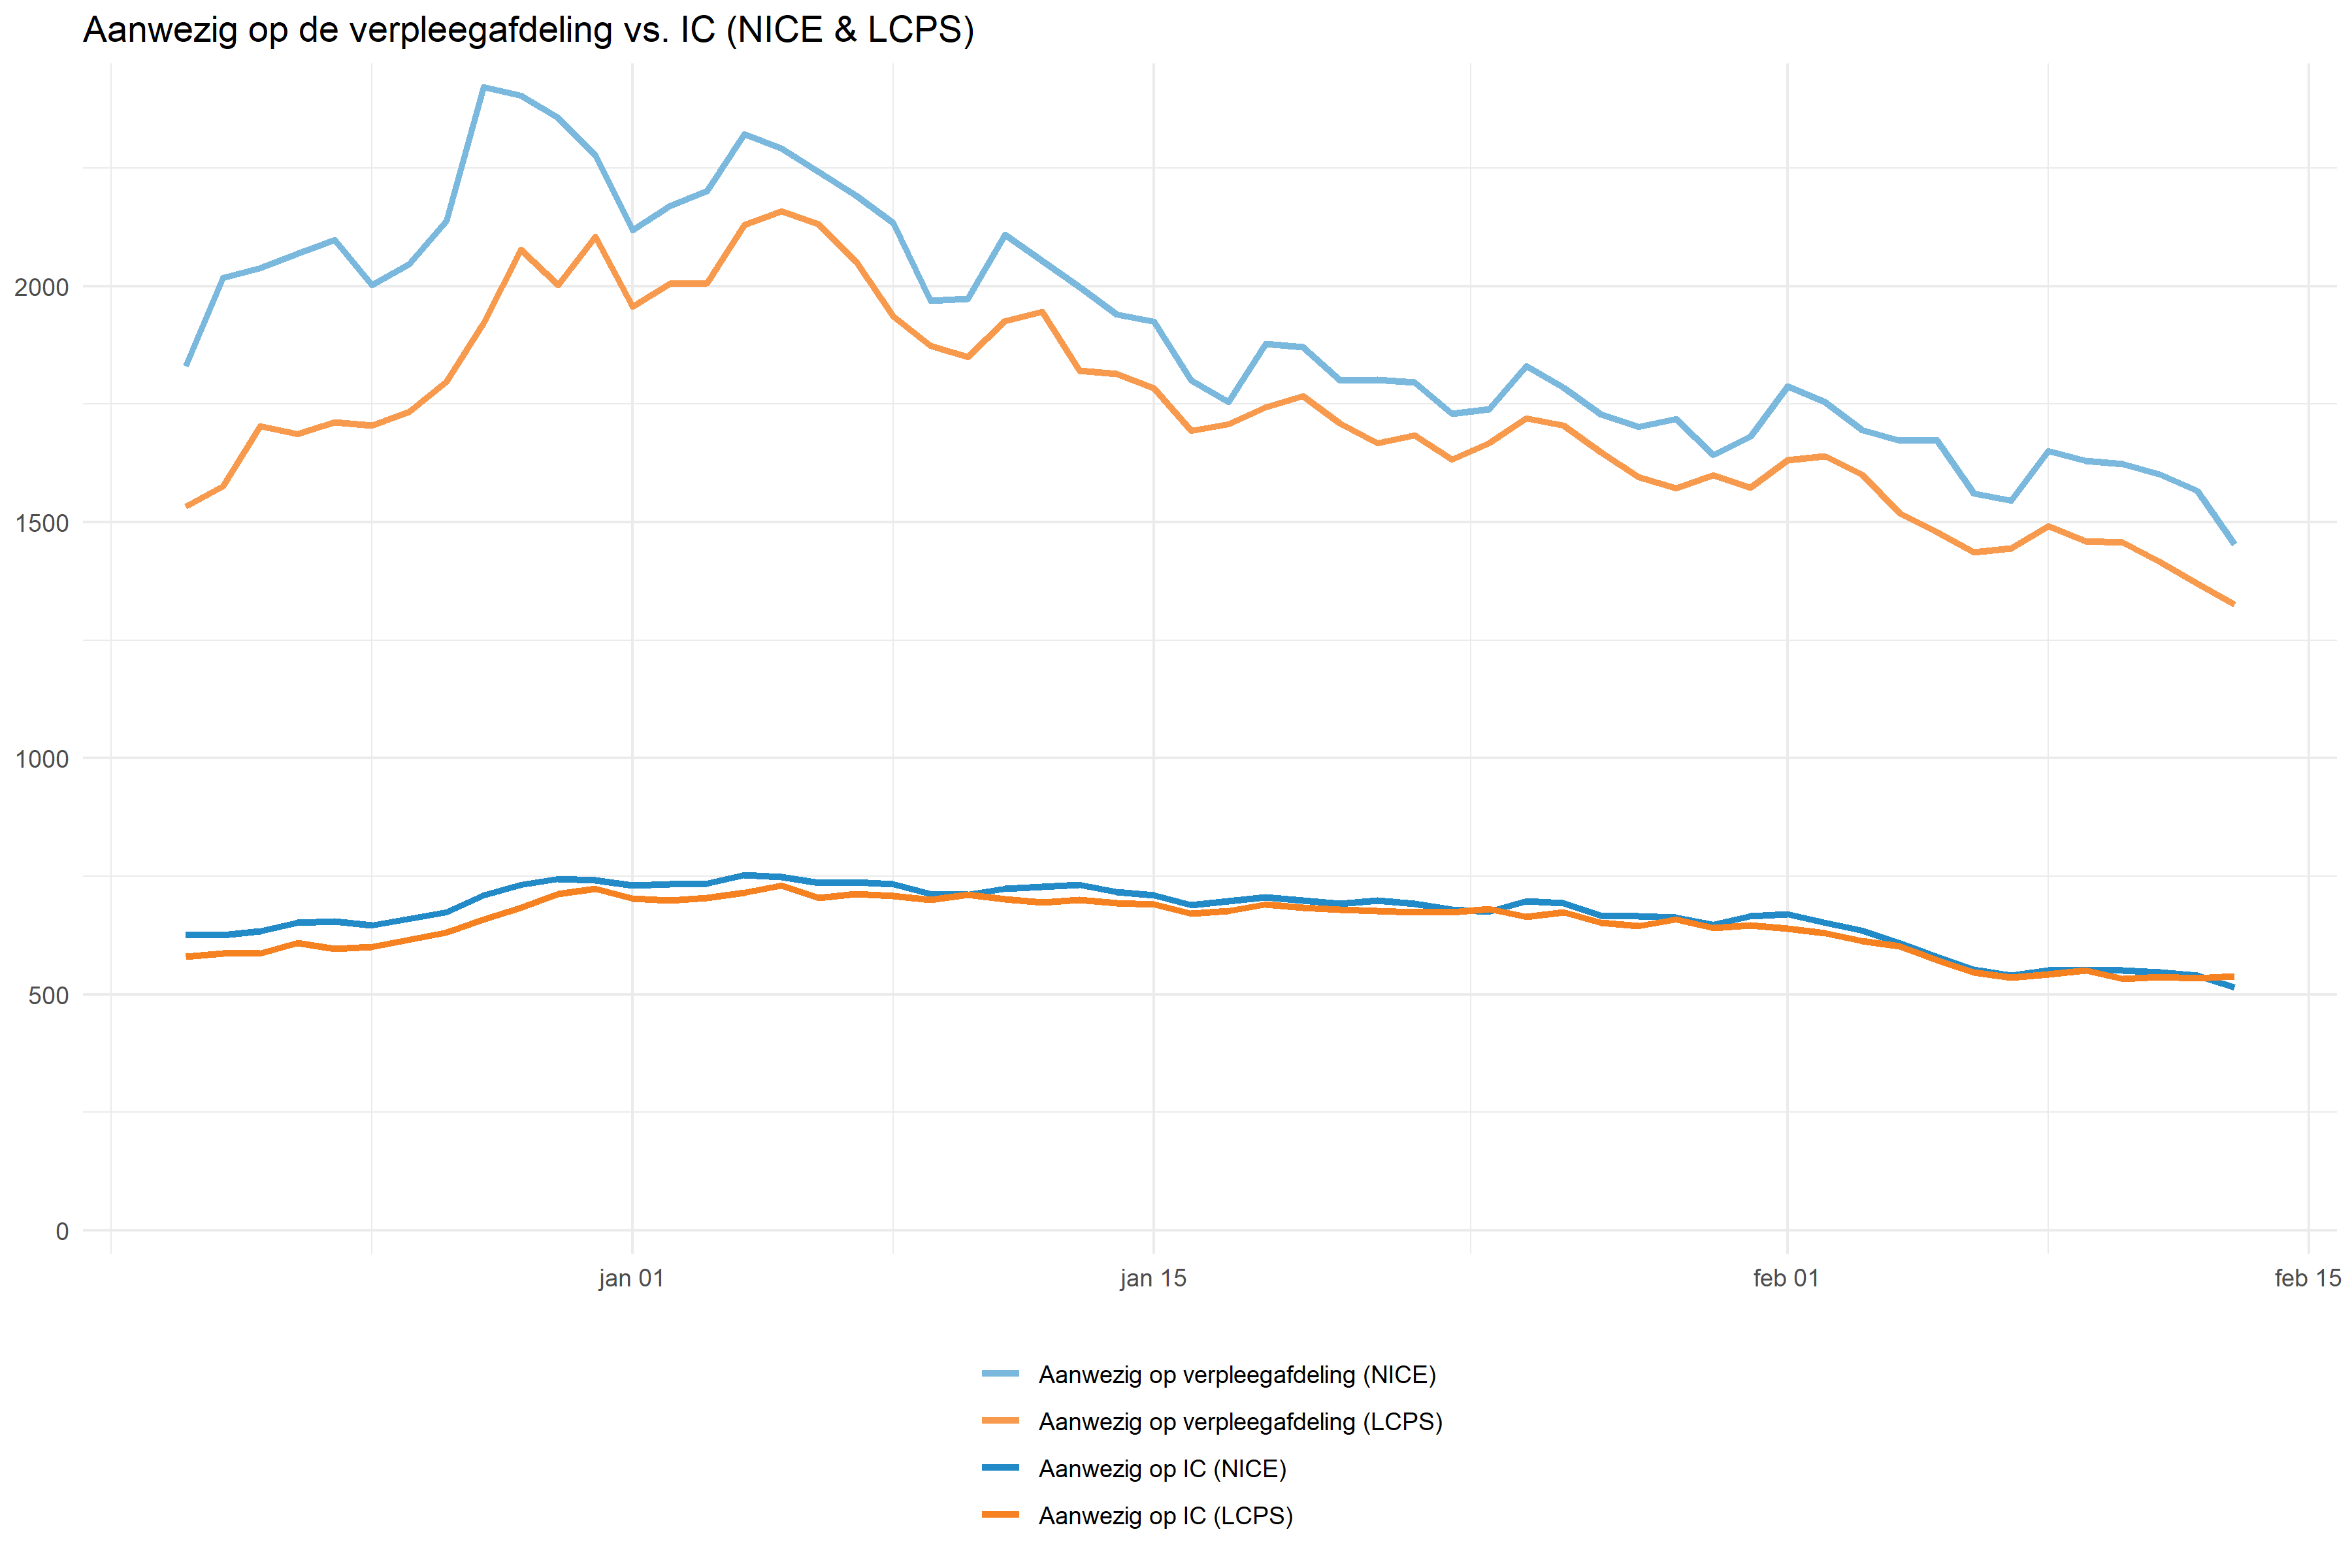 Aanwezig op de verpleegafdeling vs. IC (NICE & LCPS)
2000
1500
1000
500
0
jan 01 jan 15 feb 01 feb 15
Aanwezig op verpleegafdeling (NICE)
Aanwezig op verpleegafdeling (LCPS)
Aanwezig op IC (NICE)
Aanwezig op IC (LCPS)